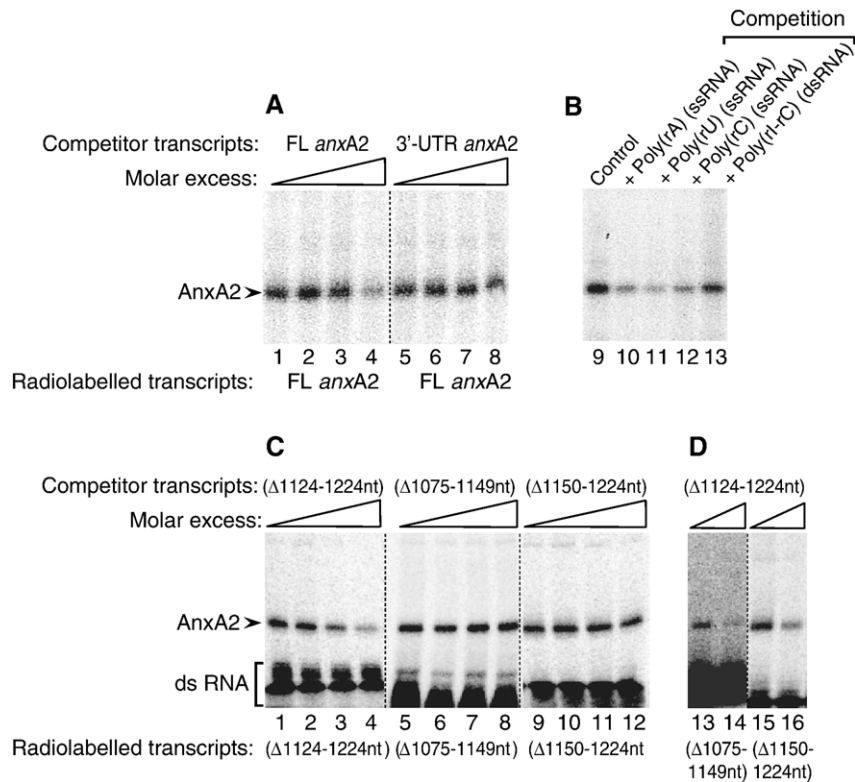 Competition
A
B
Control
+ Poly(rA) (ssRNA)
+ Poly(rU) (ssRNA)
+ Poly(rC) (ssRNA)
+ Poly(rI-rC) (dsRNA)
Competitor transcripts: FL anxA2 3'-UTR anxA2
Molar excess:
AnxA2
1 2 3 4 5 6 7 8
9 10 11 12 13
Radiolabelled transcripts: FL anxA2 FL anxA2
C
D
Competitor transcripts: (Δ1124-1224nt) (Δ1075-1149nt) (Δ1150-1224nt) (Δ1124-1224nt)
Molar excess:
AnxA2
ds RNA
1 2 3 4 5 6 7 8 9 10 11 12 13 14 15 16
Radiolabelled transcripts: (Δ1124-1224nt) (Δ1075-1149nt) (Δ1150-1224nt (Δ1075- (Δ1150-
1149nt) 1224nt)